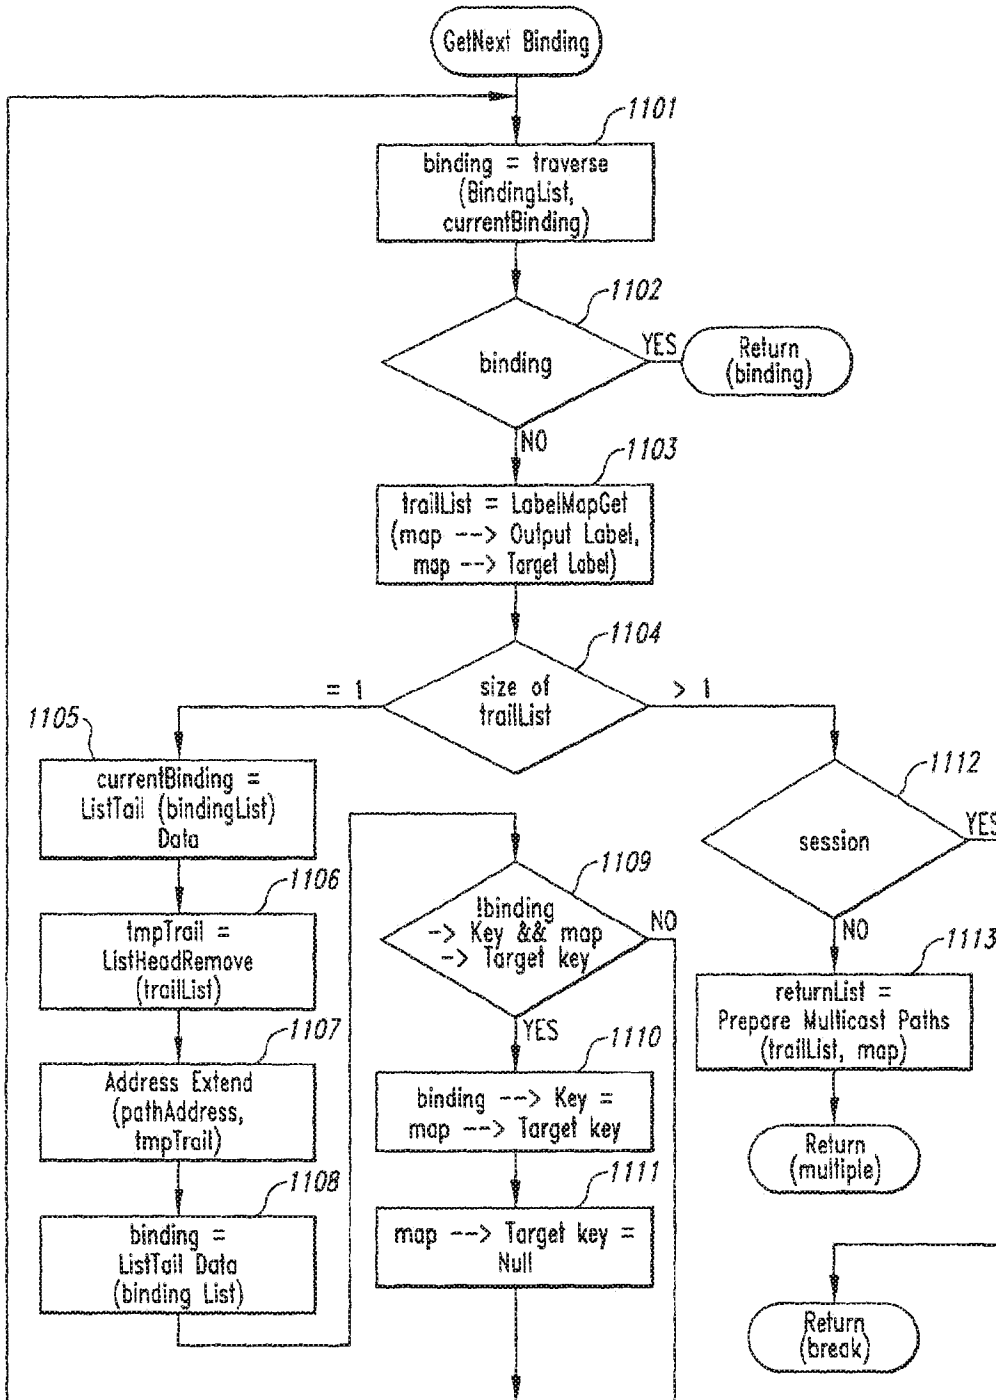 GetNext Binding
1101
binding = traverse
(BindingList,
currentBinding)
1102
binding
YES
Return
(binding)
NO
1103
trailList = LabelMapGet
(map --> Output Label,
map --> Target Label)
1104
size of
trailList
= 1
> 1
1105
currentBinding =
ListTail (bindingList)
Data
1106
tmpTrail =
ListHeadRemove
(trailList)
1107
Address Extend
(pathAddress,
tmpTrail)
1108
binding =
ListTail Data
(binding List)
1109
!binding
-> Key && map
-> Target key
NO
YES
1110
binding --> Key =
map --> Target key
1111
map --> Target key =
Null
1112
session
YES
NO
1113
returnList =
Prepare Multicast Paths
(trailList, map)
Return
(multiple)
Return
(break)